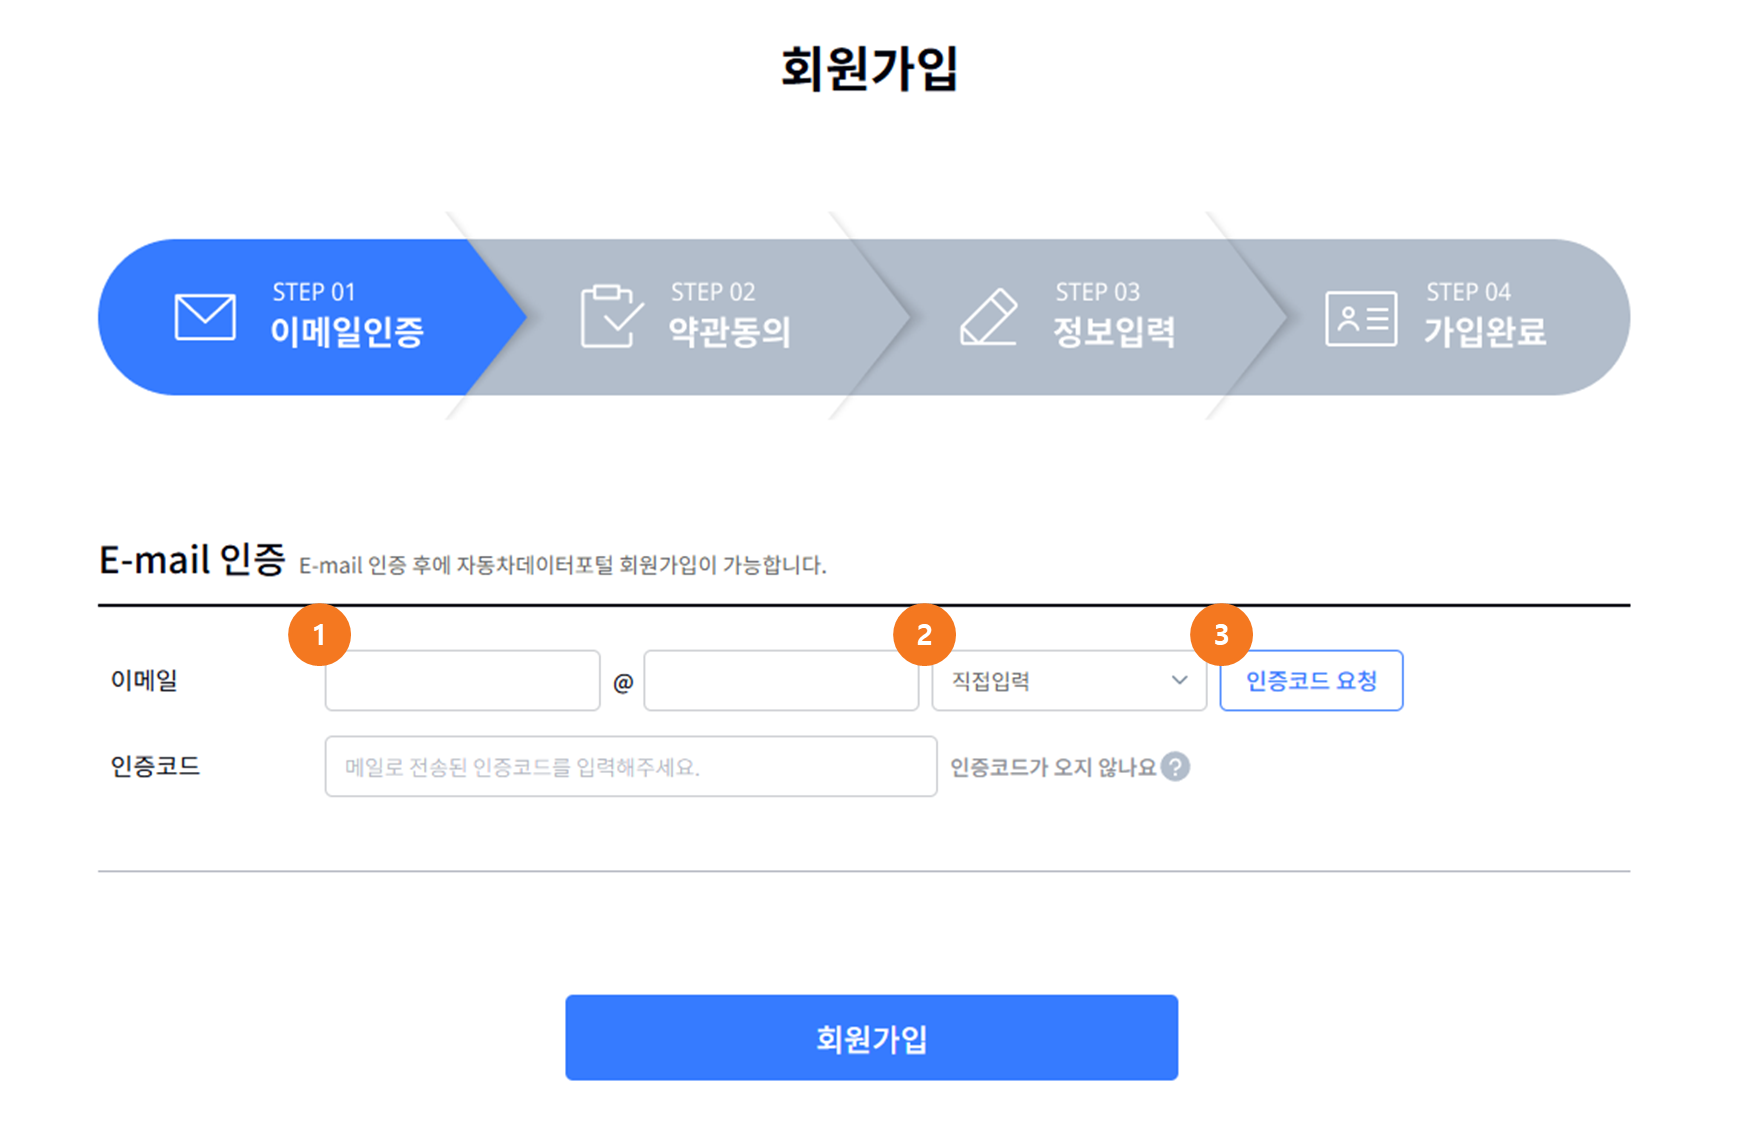 회원가입
STEP 01
이메일인증
STEP 02
약관동의
STEP 03
정보입력
STEP 04
가입완료
E-mail 인증 E-mail 인증 후에 자동차데이터포털 회원가입이 가능합니다.
1 2 3
이메일 @ 직접입력 인증코드 요청
인증코드 메일로 전송된 인증코드를 입력해주세요. 인증코드가 오지 않나요 ?
회원가입